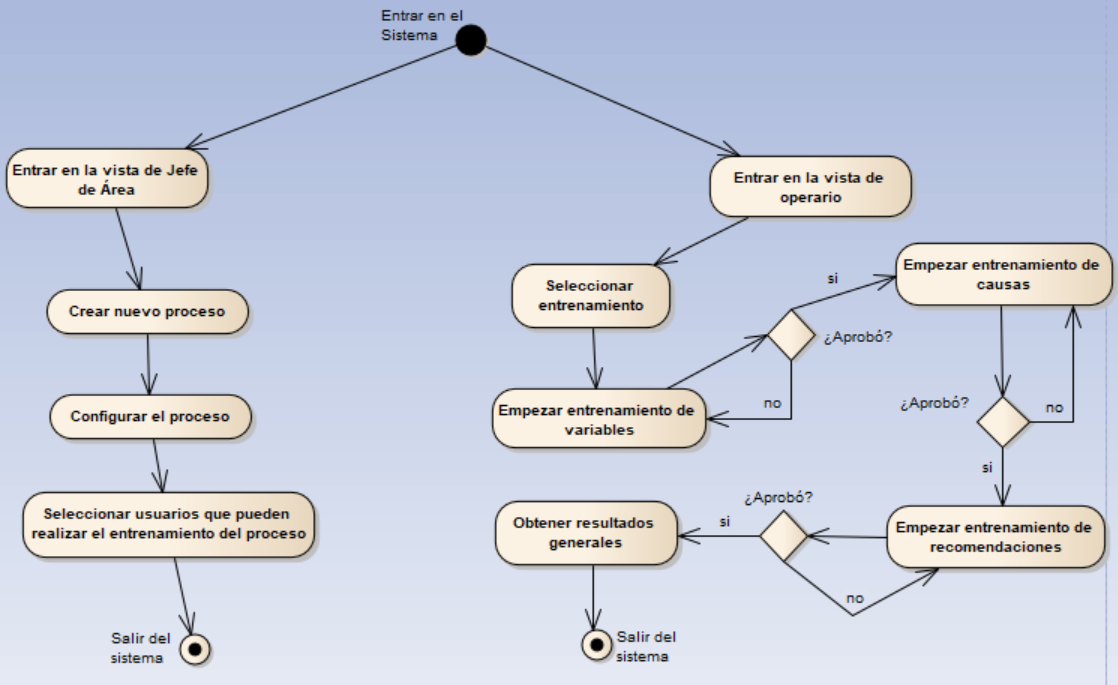 Entrar en el
Sistema
Entrar en la vista de Jefe
de Área
Crear nuevo proceso
Configurar el proceso
Seleccionar usuarios que pueden
realizar el entrenamiento del proceso
Salir del
sistema
Entrar en la vista de
operario
Seleccionar
entrenamiento
Empezar entrenamiento de
variables
¿Aprobó?
si
no
Empezar entrenamiento de
causas
¿Aprobó?
no
si
Empezar entrenamiento de
recomendaciones
¿Aprobó?
si
no
Obtener resultados
generales
Salir del
sistema